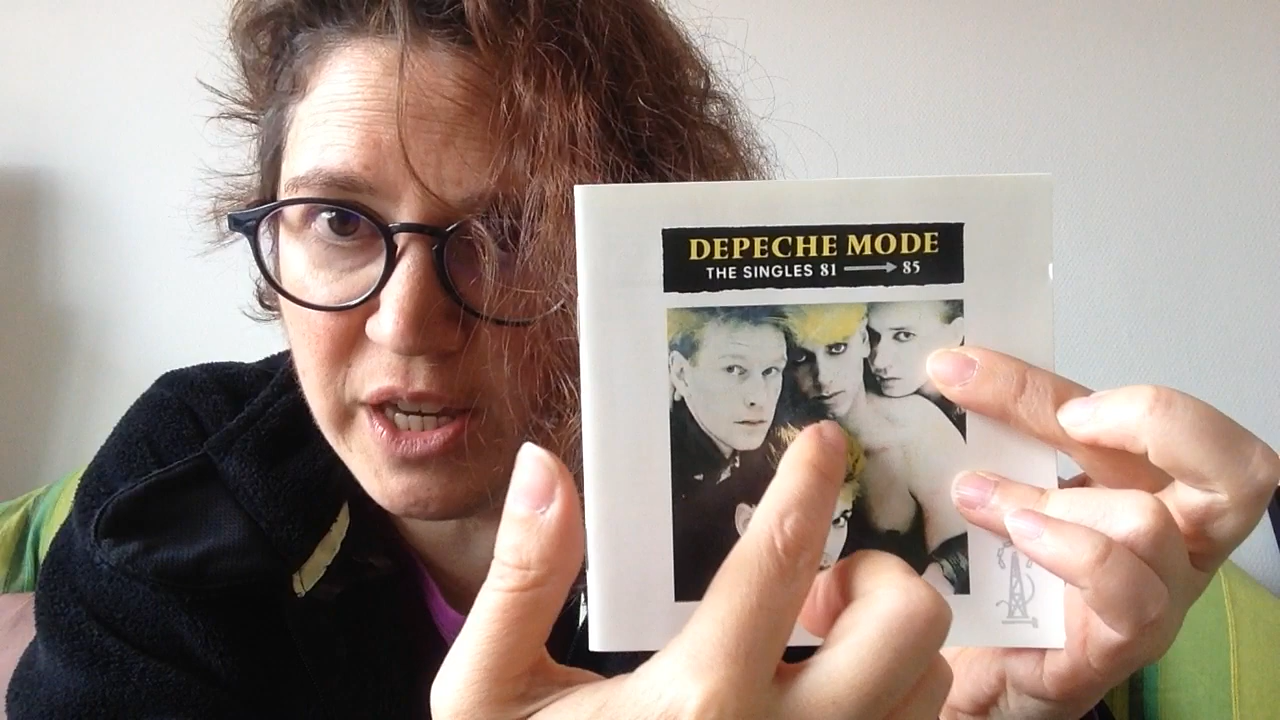 DEPECHE MODE
THE SINGLES 81 → 85